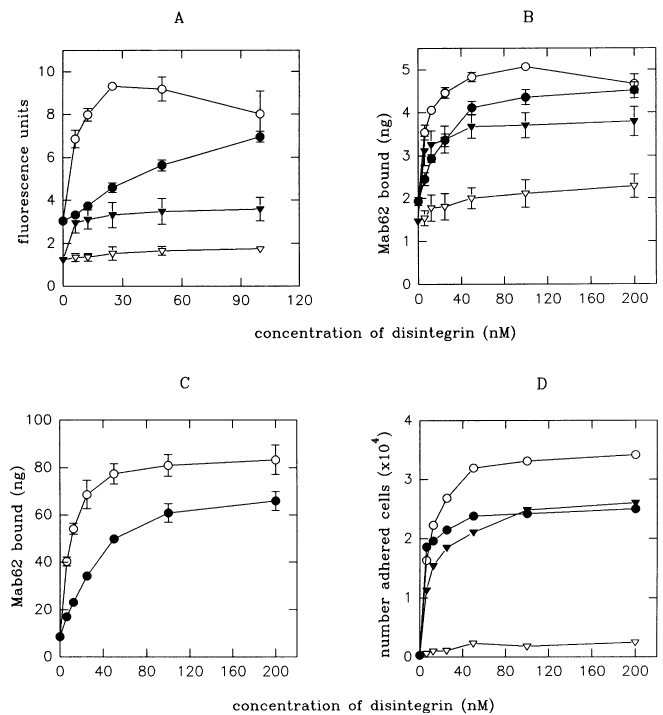 A
B
10
8
6
4
2
0
fluorescence units
0 30 60 90 120
5
4
3
2
1
0
Mab62 bound (ng)
0 40 80 120 160 200
concentration of disintegrin (nM)
C
D
100
80
60
40
20
0
Mab62 bound (ng)
0 40 80 120 160 200
4
3
2
1
0
number adhered cells (x10⁴)
0 40 80 120 160 200
concentration of disintegrin (nM)